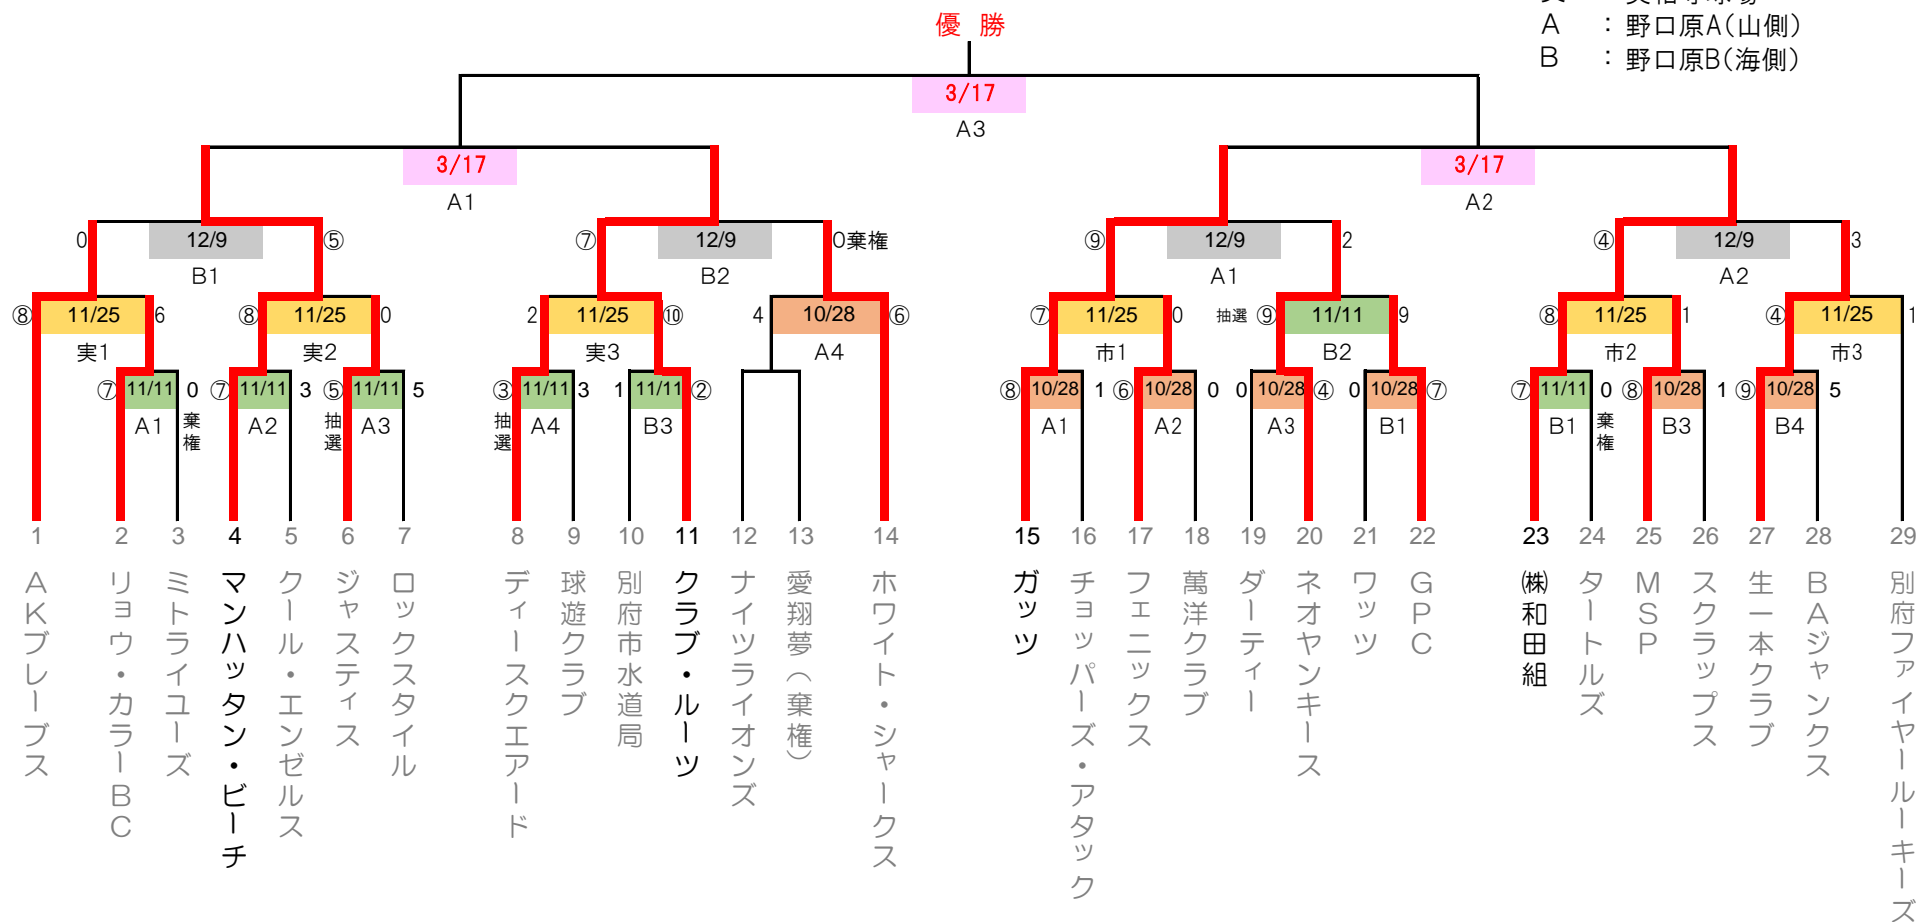 優 勝
A ：野口原A(山側)
B ：野口原B(海側)
3/17
A3
3/17
A1
3/17
A2
0 12/9 ⑤
B1
⑦ 12/9 0棄権
B2
⑨ 12/9 2
A1
④ 12/9 3
A2
⑧ 11/25 6
実1
⑧ 11/25 0
実2
2 11/25 ⑩
実3
4 10/28 ⑥
A4
⑦ 11/25 0
市1
抽選 ⑨ 11/11 9
B2
⑧ 11/25 1
市2
④ 11/25 1
市3
⑦ 11/11 0 棄権
A1
⑦ 11/11 3
A2
⑤ 11/11 5
抽選 A3
③ 11/11 3
抽選 A4
1 11/11 ②
B3
⑧ 10/28 1
A1
⑥ 10/28 0
A2
0 10/28 ④
A3
0 10/28 ⑦
B1
⑦ 11/11 0 棄権
B1
⑧ 10/28 1
B3
⑨ 10/28 5
B4
1 AKブレーブス
2 リョウ・カラーBC
3 ミトライユーズ
4 マンハッタン・ビーチ
5 クール・エンゼルス
6 ジャスティス
7 ロックスタイル
8 ディースクエアード
9 球遊クラブ
10 別府市水道局
11 クラブ・ルーツ
12 ナイツライオンズ
13 愛翔夢(棄権)
14 ホワイト・シャークス
15 ガッツ
16 チョッパーズ・アタック
17 フェニックス
18 萬洋クラブ
19 ダーティー
20 ネオヤンキース
21 ワッツ
22 GPC
23 ㈱和田組
24 タートルズ
25 MSP
26 スクラップス
27 生一本クラブ
28 BAジャンクス
29 別府ファイヤールーキーズ